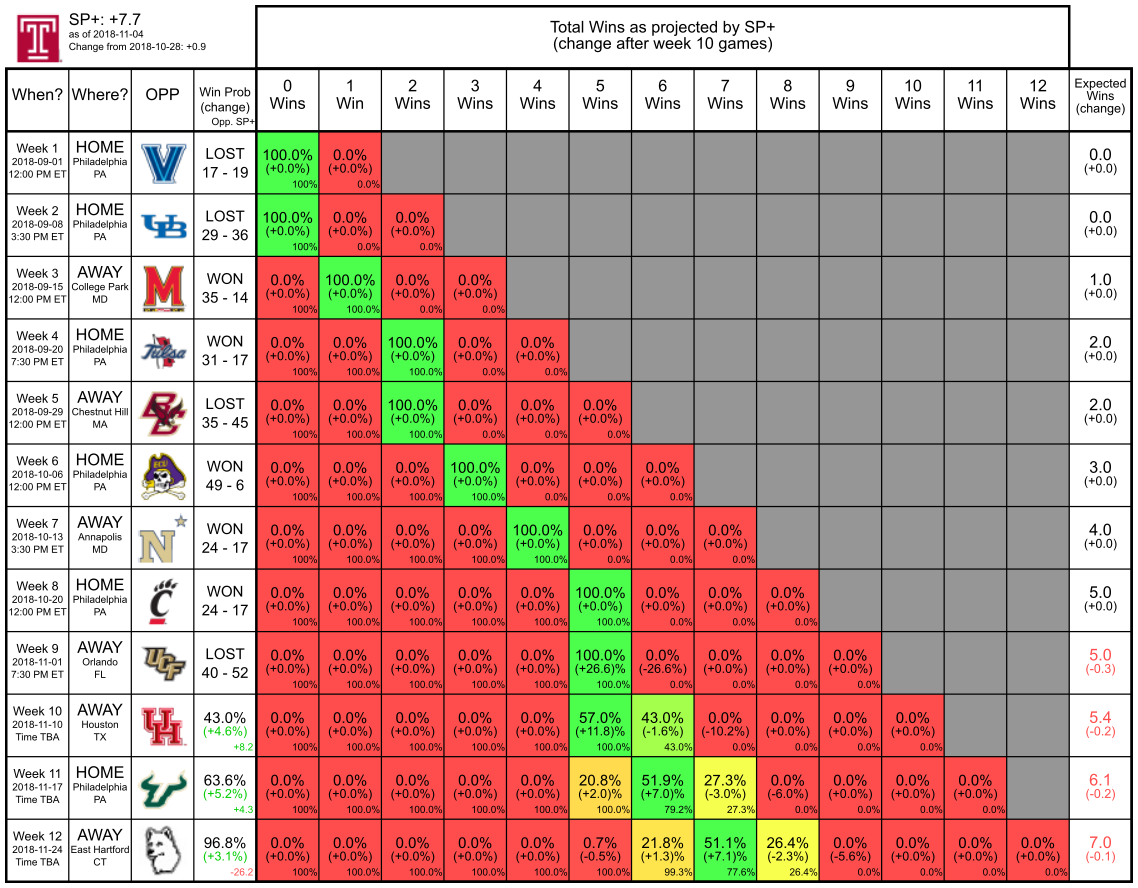 T
SP+: +7.7
as of 2018-11-04
Change from 2018-10-28: +0.9
Total Wins as projected by SP+
(change after week 10 games)
When? Where? OPP Win Prob (change) Opp. SP+ 0 Wins 1 Win 2 Wins 3 Wins 4 Wins 5 Wins 6 Wins 7 Wins 8 Wins 9 Wins 10 Wins 11 Wins 12 Wins Expected Wins (change)
Week 1 HOME V LOST 100.0% 0.0% 0.0
2018-09-01 Philadelphia (+0.0%) (+0.0%) (+0.0)
12:00 PM ET PA 17 - 19 100% 0.0%
Week 2 HOME UB LOST 100.0% 0.0% 0.0% 0.0
2018-09-08 Philadelphia (+0.0%) (+0.0%) (+0.0%) (+0.0)
3:30 PM ET PA 29 - 36 100% 0.0% 0.0%
Week 3 AWAY M WON 0.0% 100.0% 0.0% 0.0% 1.0
2018-09-15 College Park (+0.0%) (+0.0%) (+0.0%) (+0.0%) (+0.0)
12:00 PM ET MD 35 - 14 100% 100.0% 0.0% 0.0%
Week 4 HOME Tulsa WON 0.0% 0.0% 100.0% 0.0% 0.0% 2.0
2018-09-20 Philadelphia (+0.0%) (+0.0%) (+0.0%) (+0.0%) (+0.0%) (+0.0)
7:30 PM ET PA 31 - 17 100% 100.0% 100.0% 0.0% 0.0%
Week 5 AWAY BC LOST 0.0% 0.0% 100.0% 0.0% 0.0% 0.0% 2.0
2018-09-29 Chestnut Hill (+0.0%) (+0.0%) (+0.0%) (+0.0%) (+0.0%) (+0.0%) (+0.0)
12:00 PM ET MA 35 - 45 100% 100.0% 100.0% 0.0% 0.0% 0.0%
Week 6 HOME ECU WON 0.0% 0.0% 0.0% 100.0% 0.0% 0.0% 0.0% 3.0
2018-10-06 Philadelphia (+0.0%) (+0.0%) (+0.0%) (+0.0%) (+0.0%) (+0.0%) (+0.0%) (+0.0)
12:00 PM ET PA 49 - 6 100% 100.0% 100.0% 100.0% 0.0% 0.0% 0.0%
Week 7 AWAY N WON 0.0% 0.0% 0.0% 0.0% 100.0% 0.0% 0.0% 0.0% 4.0
2018-10-13 Annapolis (+0.0%) (+0.0%) (+0.0%) (+0.0%) (+0.0%) (+0.0%) (+0.0%) (+0.0%) (+0.0)
3:30 PM ET MD 24 - 17 100% 100.0% 100.0% 100.0% 100.0% 0.0% 0.0% 0.0%
Week 8 HOME C WON 0.0% 0.0% 0.0% 0.0% 0.0% 100.0% 0.0% 0.0% 0.0% 5.0
2018-10-20 Philadelphia (+0.0%) (+0.0%) (+0.0%) (+0.0%) (+0.0%) (+0.0%) (+0.0%) (+0.0%) (+0.0%) (+0.0)
12:00 PM ET PA 24 - 17 100% 100.0% 100.0% 100.0% 100.0% 100.0% 0.0% 0.0% 0.0%
Week 9 AWAY UCF LOST 0.0% 0.0% 0.0% 0.0% 0.0% 100.0% 0.0% 0.0% 0.0% 0.0% 5.0
2018-11-01 Orlando (+0.0%) (+0.0%) (+0.0%) (+0.0%) (+0.0%) (+26.6)% (-26.6%) (+0.0%) (+0.0%) (+0.0%) (-0.3)
7:30 PM ET FL 40 - 52 100% 100.0% 100.0% 100.0% 100.0% 100.0% 0.0% 0.0% 0.0% 0.0%
Week 10 AWAY UH 43.0% 0.0% 0.0% 0.0% 0.0% 0.0% 57.0% 43.0% 0.0% 0.0% 0.0% 0.0% 5.4
2018-11-10 Houston (+4.6%) (+0.0%) (+0.0%) (+0.0%) (+0.0%) (+0.0%) (+11.8)% (-1.6%) (-10.2%) (+0.0%) (+0.0%) (+0.0%) (-0.2)
Time TBA TX +8.2 100% 100.0% 100.0% 100.0% 100.0% 100.0% 43.0% 0.0% 0.0% 0.0% 0.0%
Week 11 HOME 63.6% 0.0% 0.0% 0.0% 0.0% 0.0% 20.8% 51.9% 27.3% 0.0% 0.0% 0.0% 0.0% 6.1
2018-11-17 Philadelphia (+5.2%) (+0.0%) (+0.0%) (+0.0%) (+0.0%) (+0.0%) (+2.0)% (+7.0)% (-3.0%) (-6.0%) (+0.0%) (+0.0%) (+0.0%) (-0.2)
Time TBA PA +4.3 100% 100.0% 100.0% 100.0% 100.0% 100.0% 79.2% 27.3% 0.0% 0.0% 0.0% 0.0%
Week 12 AWAY 96.8% 0.0% 0.0% 0.0% 0.0% 0.0% 0.7% 21.8% 51.1% 26.4% 0.0% 0.0% 0.0% 0.0% 7.0
2018-11-24 East Hartford (+3.1%) (+0.0%) (+0.0%) (+0.0%) (+0.0%) (+0.0%) (-0.5%) (+1.3)% (+7.1)% (-2.3%) (-5.6%) (+0.0%) (+0.0%) (+0.0%) (-0.1)
Time TBA CT -26.2 100% 100.0% 100.0% 100.0% 100.0% 100.0% 99.3% 77.6% 26.4% 0.0% 0.0% 0.0% 0.0%